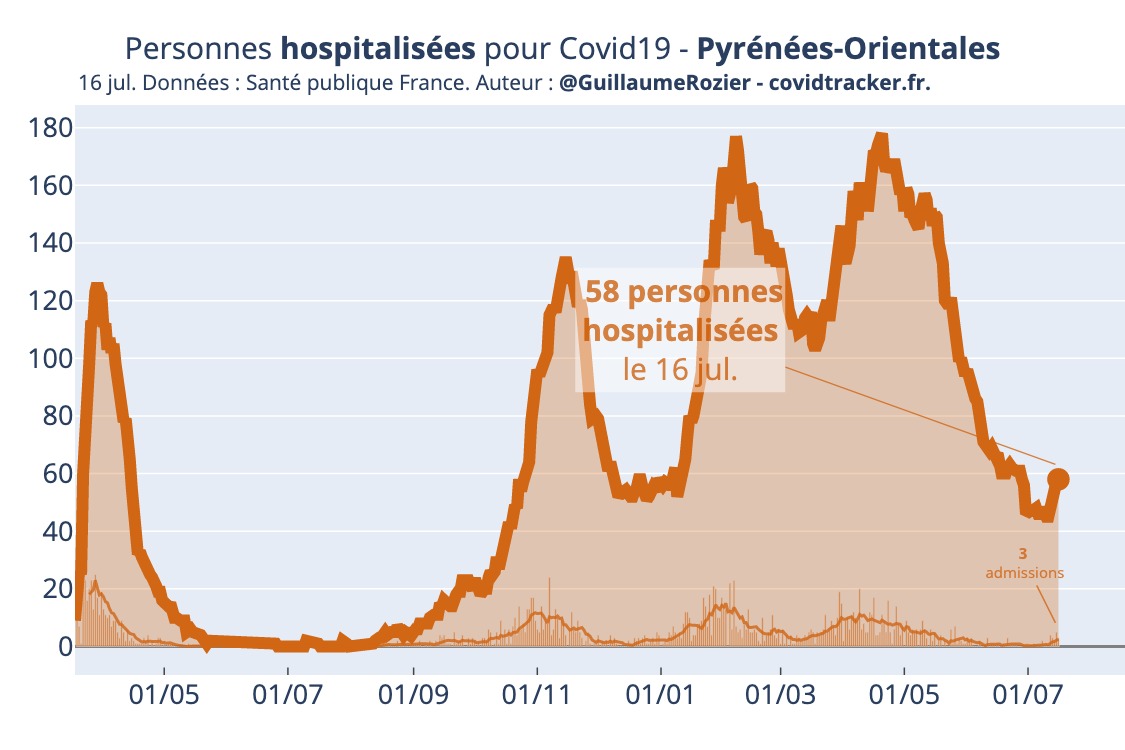 Personnes hospitalisées pour Covid19 - Pyrénées-Orientales
16 jul. Données : Santé publique France. Auteur : @GuillaumeRozier - covidtracker.fr.
180
160
140
120
100
80
60
40
20
0
58 personnes
hospitalisées
le 16 jul.
3
admissions
01/05 01/07 01/09 01/11 01/01 01/03 01/05 01/07